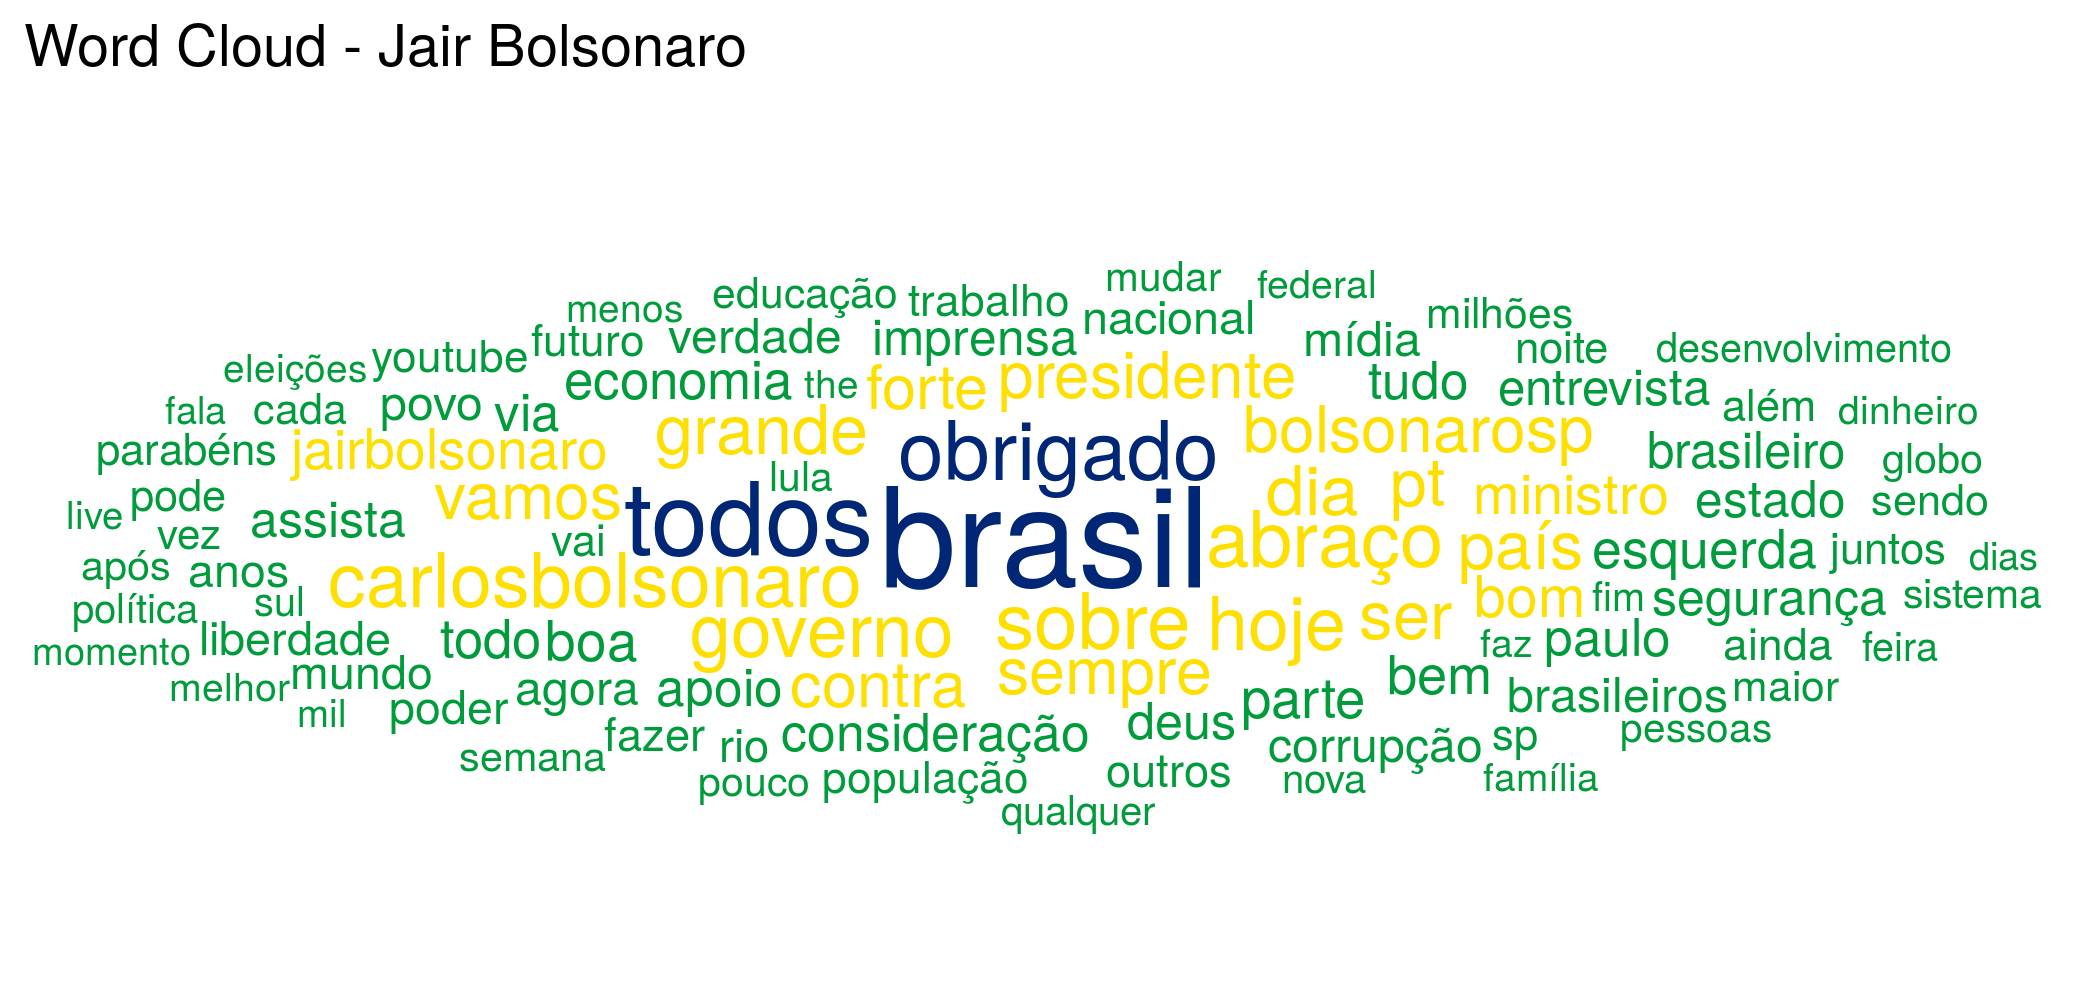 Word Cloud - Jair Bolsonaro
mudar federal
menos educação trabalho nacional milhões
futuro verdade imprensa mídia noite desenvolvimento
eleições youtube economia the forte presidente tudo entrevista
fala cada povo via além dinheiro
parabéns jairbolsonaro grande obrigado bolsonarosp brasileiro globo
live pode vamos lula dia pt ministro estado sendo
vez assista vai todos brasil abraço país esquerda juntos dias
após anos carlosbolsonaro bom fim segurança sistema
política sul governo sobre hoje ser
momento liberdade todo boa faz paulo ainda feira
melhor mundo agora apoio contra sempre bem maior
mil poder parte brasileiros
semana fazer rio consideração deus corrupção sp pessoas
pouco população outros nova família
qualquer